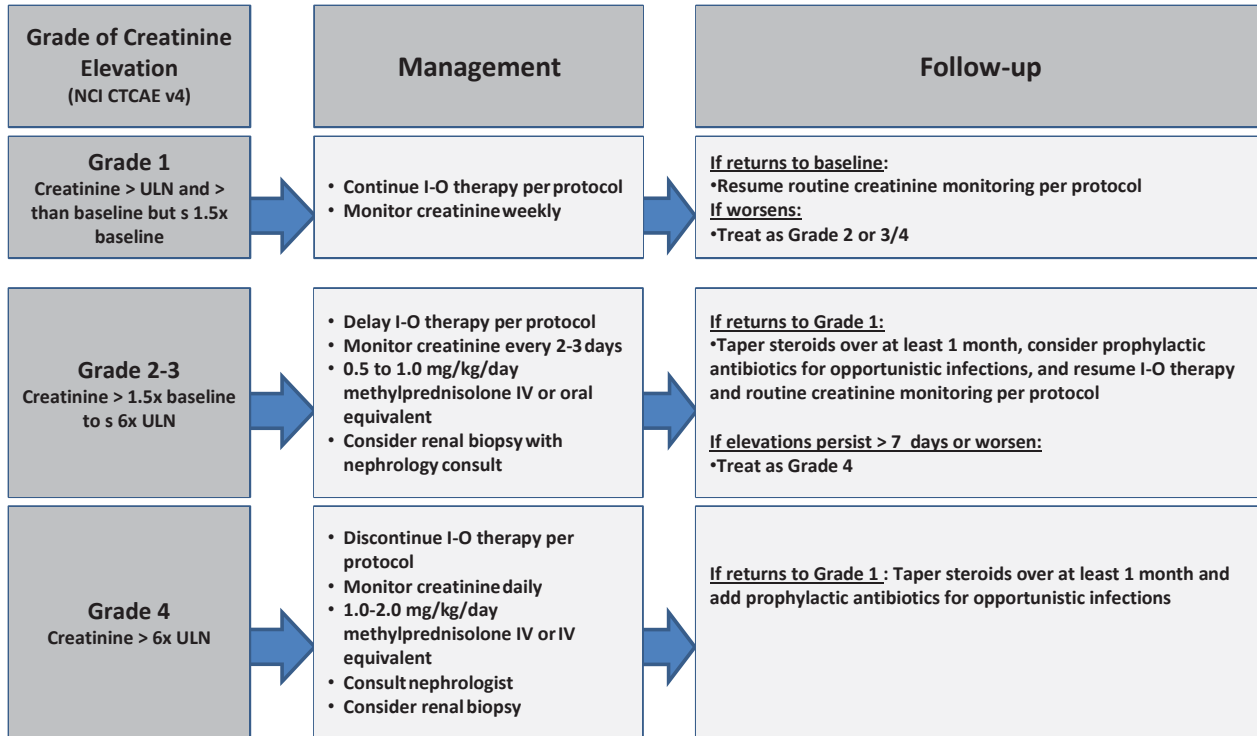 Grade of Creatinine
Elevation
(NCI CTCAE v4)
Management
Follow-up
Grade 1
Creatinine > ULN and >
than baseline but s 1.5x
baseline
• Continue I-O therapy per protocol
• Monitor creatinine weekly
If returns to baseline:
•Resume routine creatinine monitoring per protocol
If worsens:
•Treat as Grade 2 or 3/4
Grade 2-3
Creatinine > 1.5x baseline
to s 6x ULN
• Delay I-O therapy per protocol
• Monitor creatinine every 2-3 days
• 0.5 to 1.0 mg/kg/day
methylprednisolone IV or oral
equivalent
• Consider renal biopsy with
nephrology consult
If returns to Grade 1:
•Taper steroids over at least 1 month, consider prophylactic
antibiotics for opportunistic infections, and resume I-O therapy
and routine creatinine monitoring per protocol
If elevations persist > 7 days or worsen:
•Treat as Grade 4
Grade 4
Creatinine > 6x ULN
• Discontinue I-O therapy per
protocol
• Monitor creatinine daily
• 1.0-2.0 mg/kg/day
methylprednisolone IV or IV
equivalent
• Consult nephrologist
• Consider renal biopsy
If returns to Grade 1 : Taper steroids over at least 1 month and
add prophylactic antibiotics for opportunistic infections